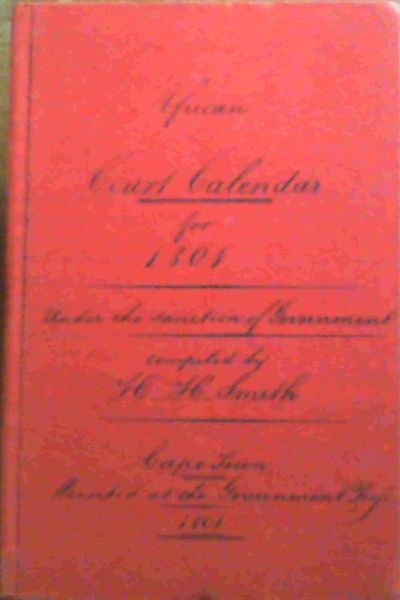 African
Court Calendar
for
1801
Under the sanction of Government
compiled by
H. H. Smith
Cape Town
Printed at the Government
1801